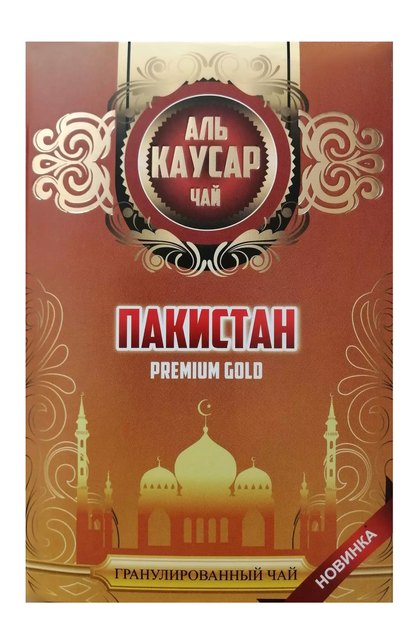 АЛЬ
КАУСАР
ЧАЙ
ПАКИСТАН
PREMIUM GOLD
ГРАНУЛИРОВАННЫЙ ЧАЙ
НОВИНКА